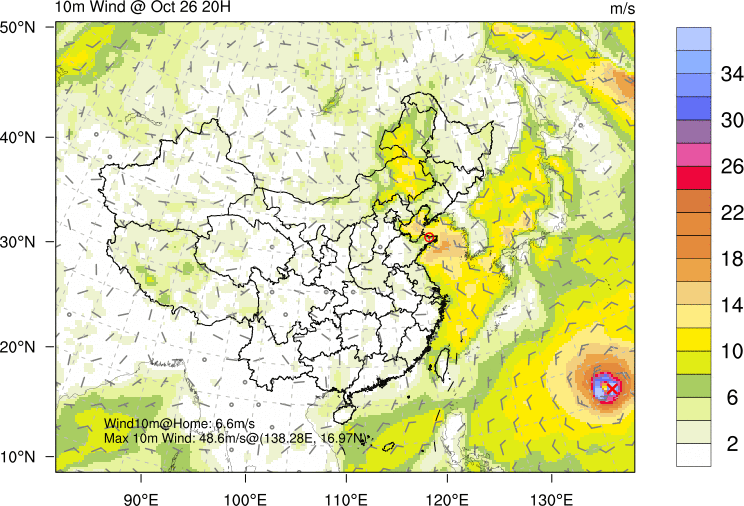 10m Wind @ Oct 26 20H
m/s
50°N
40°N
30°N
20°N
10°N
Wind10m@Home: 6.6m/s
Max 10m Wind: 48.6m/s@(138.28E, 16.97N)
90°E
100°E
110°E
120°E
130°E
34
30
26
22
18
14
10
6
2